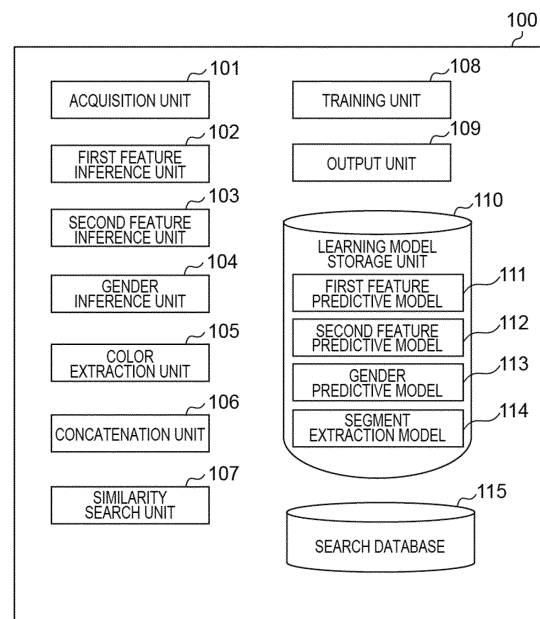 100
101
ACQUISITION UNIT
102
FIRST FEATURE
INFERENCE UNIT
103
SECOND FEATURE
INFERENCE UNIT
104
GENDER
INFERENCE UNIT
105
COLOR
EXTRACTION UNIT
106
CONCATENATION UNIT
107
SIMILARITY
SEARCH UNIT
108
TRAINING UNIT
109
OUTPUT UNIT
110
LEARNING MODEL
STORAGE UNIT
111
FIRST FEATURE
PREDICTIVE MODEL
112
SECOND FEATURE
PREDICTIVE MODEL
113
GENDER
PREDICTIVE MODEL
114
SEGMENT
EXTRACTION MODEL
115
SEARCH DATABASE